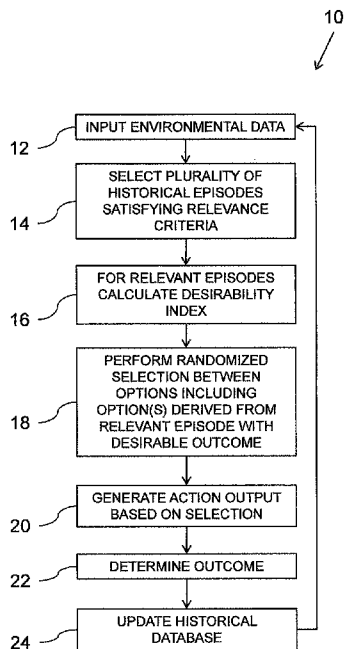 10
12
INPUT ENVIRONMENTAL DATA
14
SELECT PLURALITY OF
HISTORICAL EPISODES
SATISFYING RELEVANCE
CRITERIA
16
FOR RELEVANT EPISODES
CALCULATE DESIRABILITY
INDEX
18
PERFORM RANDOMIZED
SELECTION BETWEEN
OPTIONS INCLUDING
OPTION(S) DERIVED FROM
RELEVANT EPISODE WITH
DESIRABLE OUTCOME
20
GENERATE ACTION OUTPUT
BASED ON SELECTION
22
DETERMINE OUTCOME
24
UPDATE HISTORICAL
DATABASE